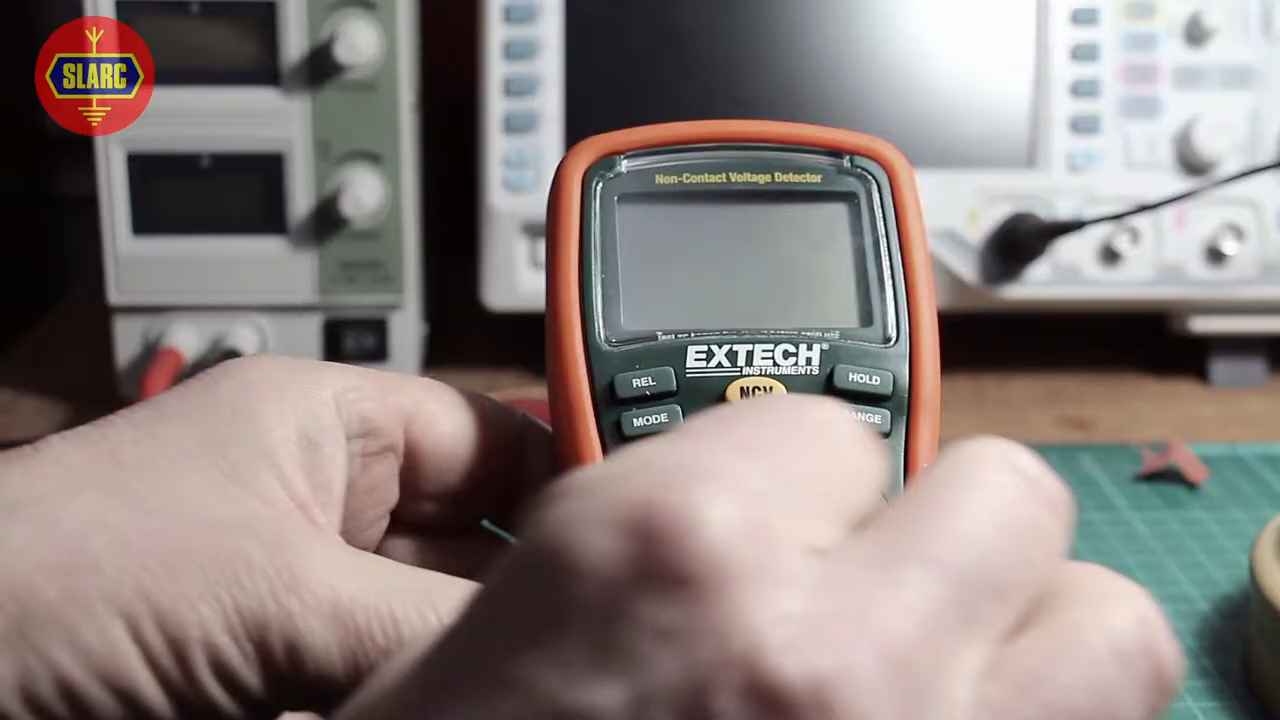 SLARC
Non-Contact Voltage Detector
EXTECH®
INSTRUMENTS
REL
NCV
HOLD
MODE